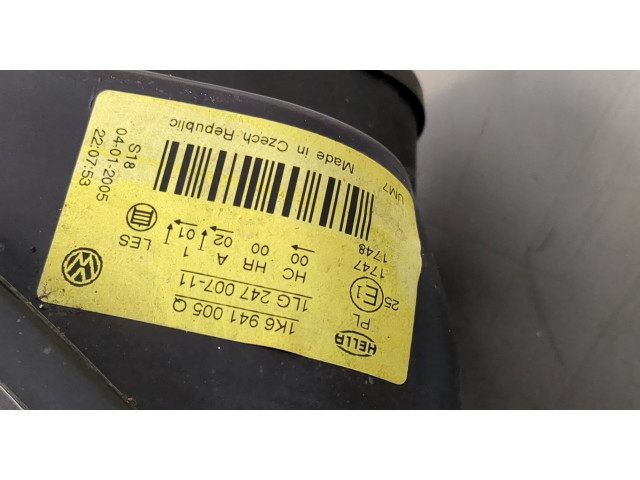 HELLA
1K6 941 005 Q
1LG 247 007-11
PL
25 E1
HC HR A 1
00 00 02 01
LES
1747
1748
UM7
Made in Czech Republic
S18
04-01-2005
22:07:53